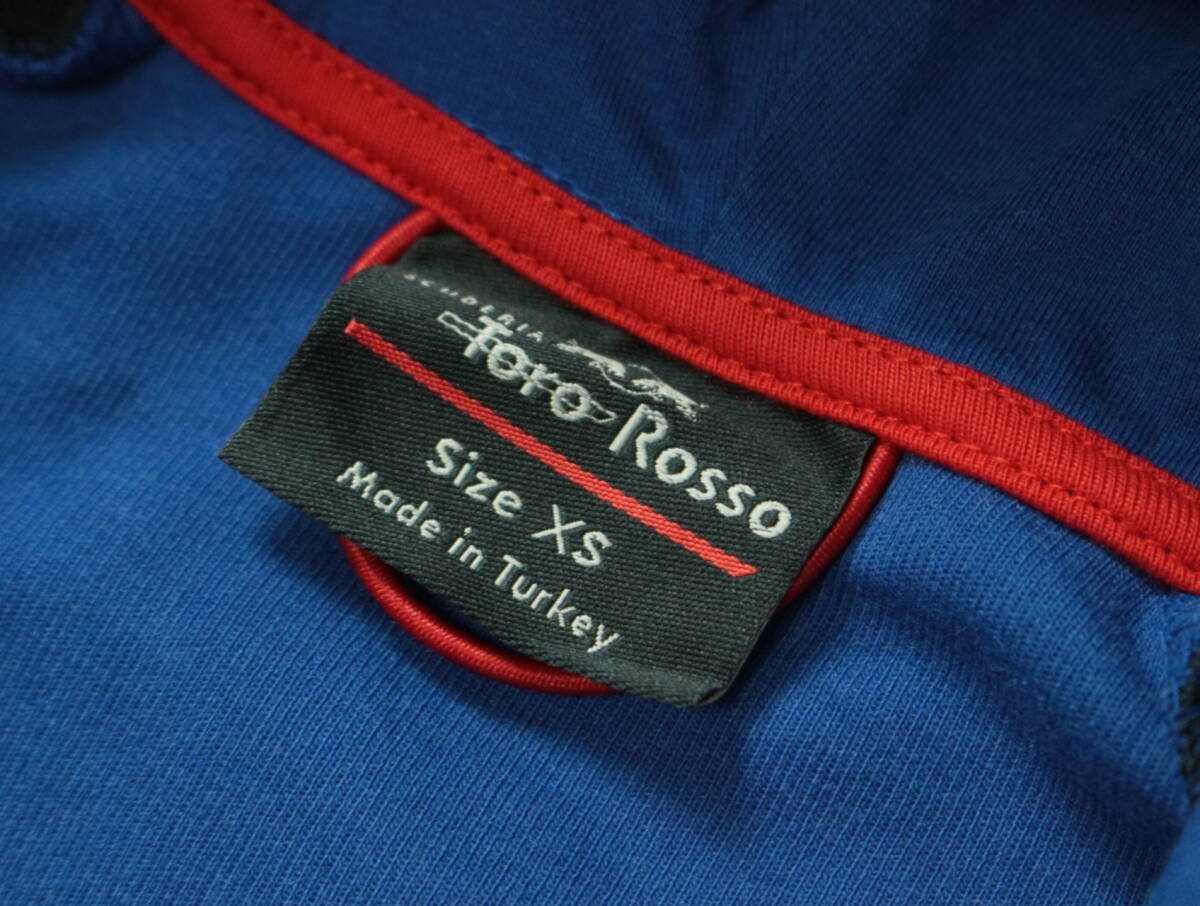 SCUDERIA
Toro Rosso
Size XS
Made in Turkey